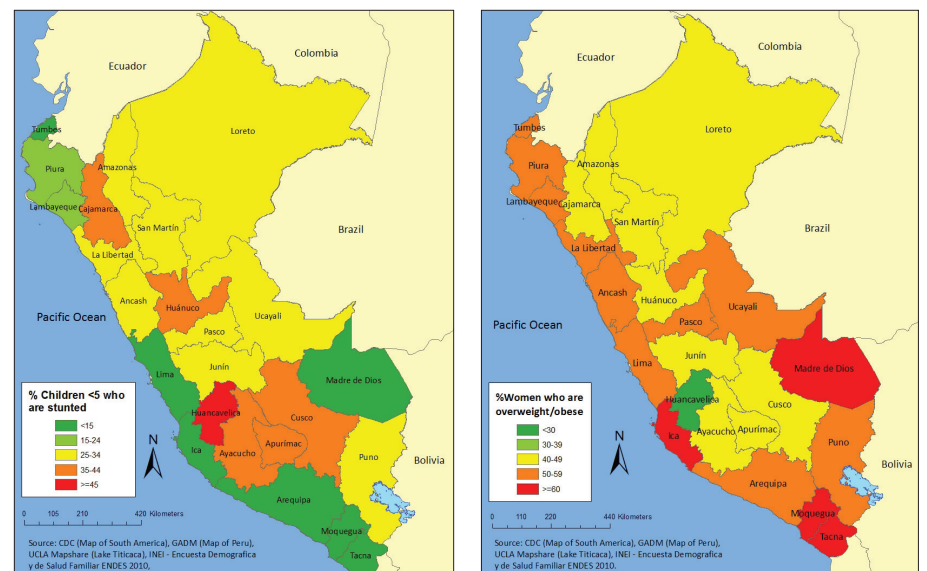 Ecuador
Colombia
Tumbes
Loreto
Piura
Amazonas
Lambayeque
Cajamarca
San Martín
Brazil
La Libertad
Ancash
Huánuco
Ucayali
Pacific Ocean
Pasco
Junín
Lima
Madre de Dios
Huancavelica
Cusco
Ica
Ayacucho
Apurímac
Puno
Bolivia
Arequipa
Moquegua
Tacna
% Children <5 who
are stunted
<15
15-24
25-34
35-44
>=45
N
0 105 210 420 Kilometers
Source: CDC (Map of South America), GADM (Map of Peru),
UCLA Mapshare (Lake Titicaca), INEI - Encuesta Demografica
y de Salud Familiar ENDES 2010,
Ecuador
Colombia
Tumbes
Loreto
Piura
Amazonas
Lambayeque
Cajamarca
San Martín
Brazil
La Libertad
Ancash
Huánuco
Ucayali
Pacific Ocean
Pasco
Junín
Lima
Madre de Dios
Huancavelica
Cusco
Ica
Ayacucho
Apurímac
Puno
Bolivia
Arequipa
Moquegua
Tacna
%Women who are
overweight/obese
<30
30-39
40-49
50-59
>=60
N
0 110 220 440 Kilometers
Source: CDC (Map of South America), GADM (Map of Peru),
UCLA Mapshare (Lake Titicaca), INEI - Encuesta Demografica
y de Salud Familiar ENDES 2010,